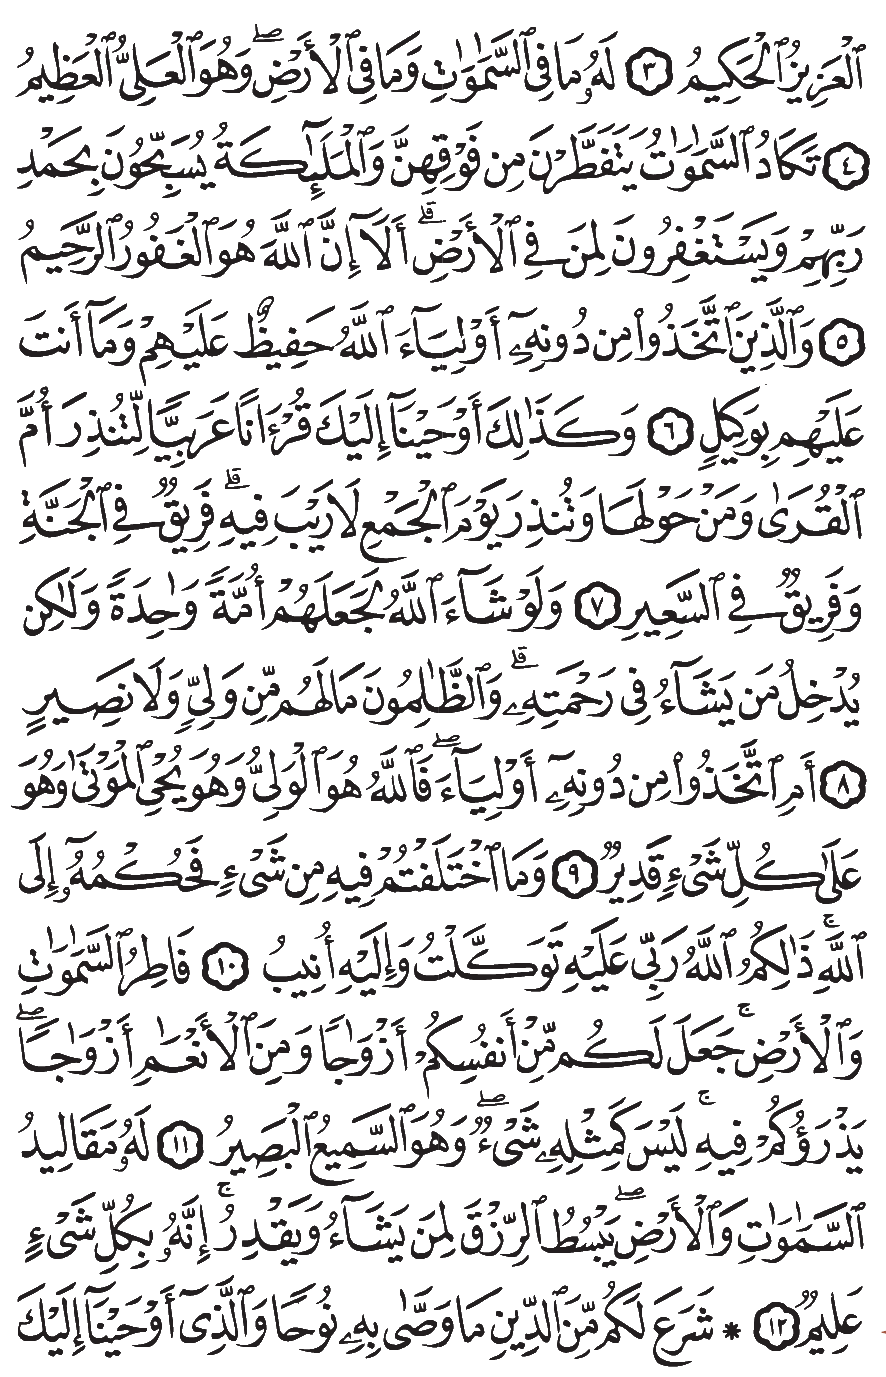 ٱلْعَزِيزُ ٱلْحَكِيمُ ٣ لَهُۥ مَا فِي ٱلسَّمَٰوَٰتِ وَمَا فِي ٱلْأَرْضِۖ وَهُوَ ٱلْعَلِيُّ ٱلْعَظِيمُ
٤ تَكَادُ ٱلسَّمَٰوَٰتُ يَتَفَطَّرْنَ مِن فَوْقِهِنَّ وَٱلْمَلَٰٓئِكَةُ يُسَبِّحُونَ بِحَمْدِ
رَبِّهِمْ وَيَسْتَغْفِرُونَ لِمَن فِي ٱلْأَرْضِۗ أَلَآ إِنَّ ٱللَّهَ هُوَ ٱلْغَفُورُ ٱلرَّحِيمُ
٥ وَٱلَّذِينَ ٱتَّخَذُوا۟ مِن دُونِهِۦٓ أَوْلِيَآءَ ٱللَّهُ حَفِيظٌ عَلَيْهِمْ وَمَآ أَنتَ
عَلَيْهِم بِوَكِيلٍ ٦ وَكَذَٰلِكَ أَوْحَيْنَآ إِلَيْكَ قُرْءَانًا عَرَبِيًّا لِّتُنذِرَ أُمَّ
ٱلْقُرَىٰ وَمَنْ حَوْلَهَا وَتُنذِرَ يَوْمَ ٱلْجَمْعِ لَا رَيْبَ فِيهِۗ فَرِيقٌ فِي ٱلْجَنَّةِ
وَفَرِيقٌ فِي ٱلسَّعِيرِ ٧ وَلَوْ شَآءَ ٱللَّهُ لَجَعَلَهُمْ أُمَّةً وَٰحِدَةً وَلَٰكِن
يُدْخِلُ مَن يَشَآءُ فِي رَحْمَتِهِۦۗ وَٱلظَّٰلِمُونَ مَا لَهُم مِّن وَلِيٍّ وَلَا نَصِيرٍ
٨ أَمِ ٱتَّخَذُوا۟ مِن دُونِهِۦٓ أَوْلِيَآءَۖ فَٱللَّهُ هُوَ ٱلْوَلِيُّ وَهُوَ يُحْيِ ٱلْمَوْتَىٰ وَهُوَ
عَلَىٰ كُلِّ شَيْءٍ قَدِيرٌ ٩ وَمَا ٱخْتَلَفْتُمْ فِيهِ مِن شَيْءٍ فَحُكْمُهُۥٓ إِلَى
ٱللَّهِۚ ذَٰلِكُمُ ٱللَّهُ رَبِّي عَلَيْهِ تَوَكَّلْتُ وَإِلَيْهِ أُنِيبُ ١٠ فَاطِرُ ٱلسَّمَٰوَٰتِ
وَٱلْأَرْضِۚ جَعَلَ لَكُم مِّنْ أَنفُسِكُمْ أَزْوَٰجًا وَمِنَ ٱلْأَنْعَٰمِ أَزْوَٰجًاۖ
يَذْرَؤُكُمْ فِيهِۚ لَيْسَ كَمِثْلِهِۦ شَيْءٌۖ وَهُوَ ٱلسَّمِيعُ ٱلْبَصِيرُ ١١ لَهُۥ مَقَالِيدُ
ٱلسَّمَٰوَٰتِ وَٱلْأَرْضِۖ يَبْسُطُ ٱلرِّزْقَ لِمَن يَشَآءُ وَيَقْدِرُۚ إِنَّهُۥ بِكُلِّ شَيْءٍ
عَلِيمٌ ١٢ * شَرَعَ لَكُم مِّنَ ٱلدِّينِ مَا وَصَّىٰ بِهِۦ نُوحًا وَٱلَّذِيٓ أَوْحَيْنَآ إِلَيْكَ